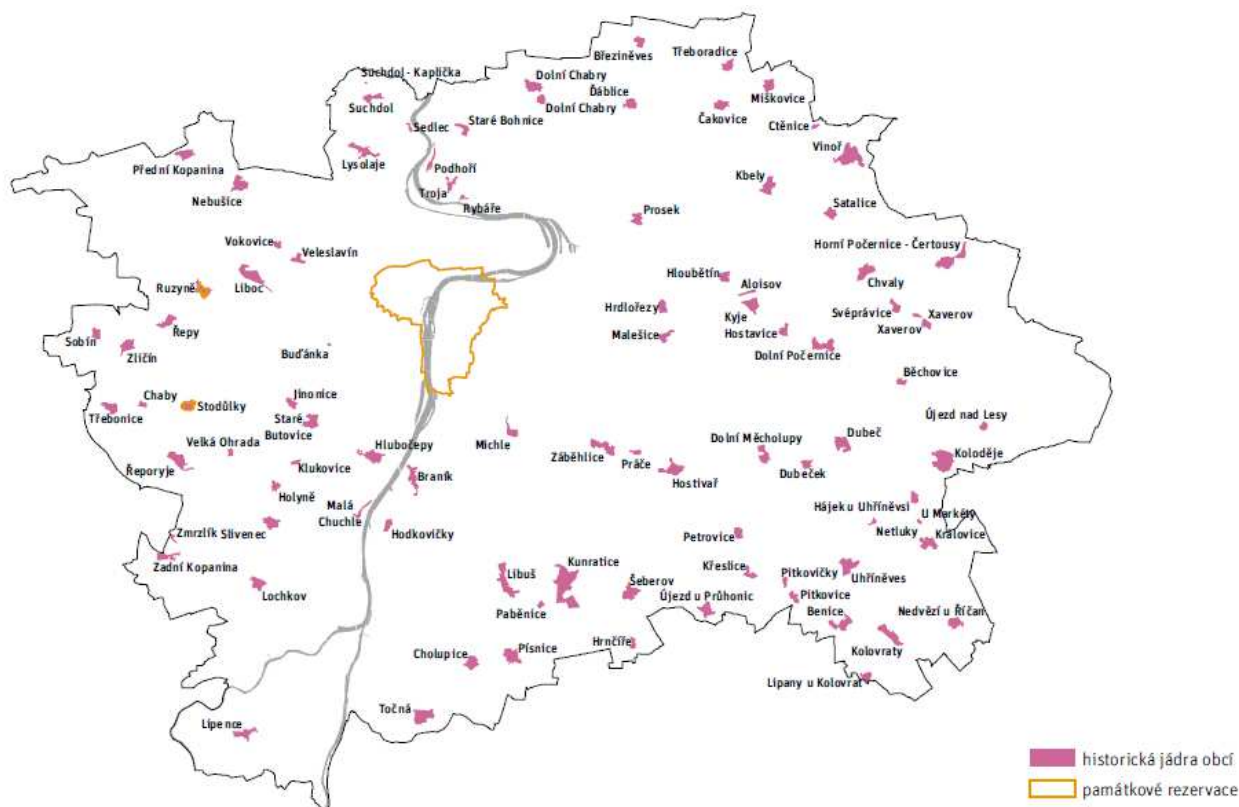 Březiněves
Třeboradice
Suchdol - Kaplička
Dolní Chabry
Ďáblice
Miškovice
Suchdol
Dolní Chabry
Čakovice
Ctěnice
Sedlec
Staré Bohnice
Vinoř
Přední Kopanina
Lysolaje
Podhoří
Kbely
Nebušice
Troja
Rybáře
Satalice
Prosek
Vokovice
Veleslavín
Horní Počernice - Čertousy
Ruzyně
Liboc
Hloubětín
Aloisov
Chvaly
Hrdlořezy
Kyje
Svépravice
Xaverov
Xaverov
Řepy
Sobín
Zličín
Malešice
Hostavice
Dolní Počernice
Buďánka
Běchovice
Chaby
Jinonice
Třebonice
Stodůlky
Staré
Butovice
Újezd nad Lesy
Velká Ohrada
Hlubočepy
Michle
Dolní Měcholupy
Dubeč
Záběhlice
Práče
Řeporyje
Klukovice
Braník
Hostivař
Dubeček
Koloděje
Holyně
Malá
Chuchle
Hájek u Uhříněvsi
U Markéty
Zmrzlík
Slivenec
Hodkovičky
Petrovice
Netluky
Královice
Zadní Kopanina
Kunratice
Křeslice
Pitkovičky
Uhříněves
Lochkov
Libuš
Šeberov
Pitkovice
Paběnice
Újezd u Průhonic
Benice
Nedvězí u Říčan
Hrnčíře
Cholupice
Písnice
Kolovraty
Lipany u Kolovrat
Točná
Lipence
historická jádra obcí
památkové rezervace